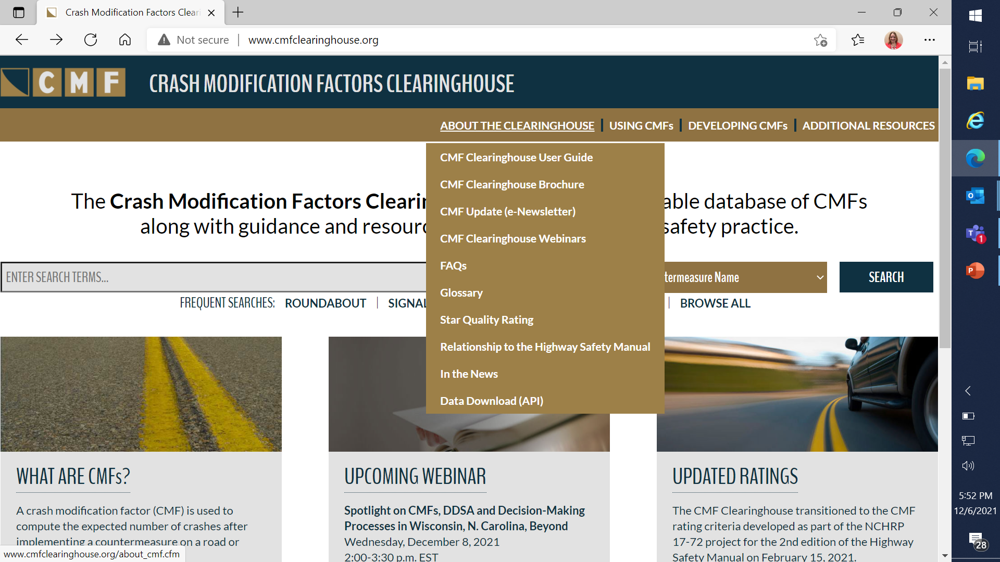 Crash Modification Factors Clear
Not secure
www.cmfclearinghouse.org
CMF
CRASH MODIFICATION FACTORS CLEARINGHOUSE
ABOUT THE CLEARINGHOUSE
USING CMFs
DEVELOPING CMFs
ADDITIONAL RESOURCES
CMF Clearinghouse User Guide
CMF Clearinghouse Brochure
CMF Update (e-Newsletter)
CMF Clearinghouse Webinars
FAQs
Glossary
Star Quality Rating
Relationship to the Highway Safety Manual
In the News
Data Download (API)
The Crash Modification Factors Clearin
able database of CMFs
along with guidance and resourc
safety practice.
ENTER SEARCH TERMS...
termeasure Name
SEARCH
FREQUENT SEARCHES: ROUNDABOUT | SIGNAL
| BROWSE ALL
WHAT ARE CMFs?
A crash modification factor (CMF) is used to
compute the expected number of crashes after
implementing a countermeasure on a road or
www.cmfclearinghouse.org/about_cmf.cfm
UPCOMING WEBINAR
Spotlight on CMFs, DDSA and Decision-Making
Processes in Wisconsin, N. Carolina, Beyond
Wednesday, December 8, 2021
2:00-3:30 p.m. EST
UPDATED RATINGS
The CMF Clearinghouse transitioned to the CMF
rating criteria developed as part of the NCHRP
17-72 project for the 2nd edition of the Highway
Safety Manual on February 15, 2021.
1
5:52 PM
12/6/2021
28